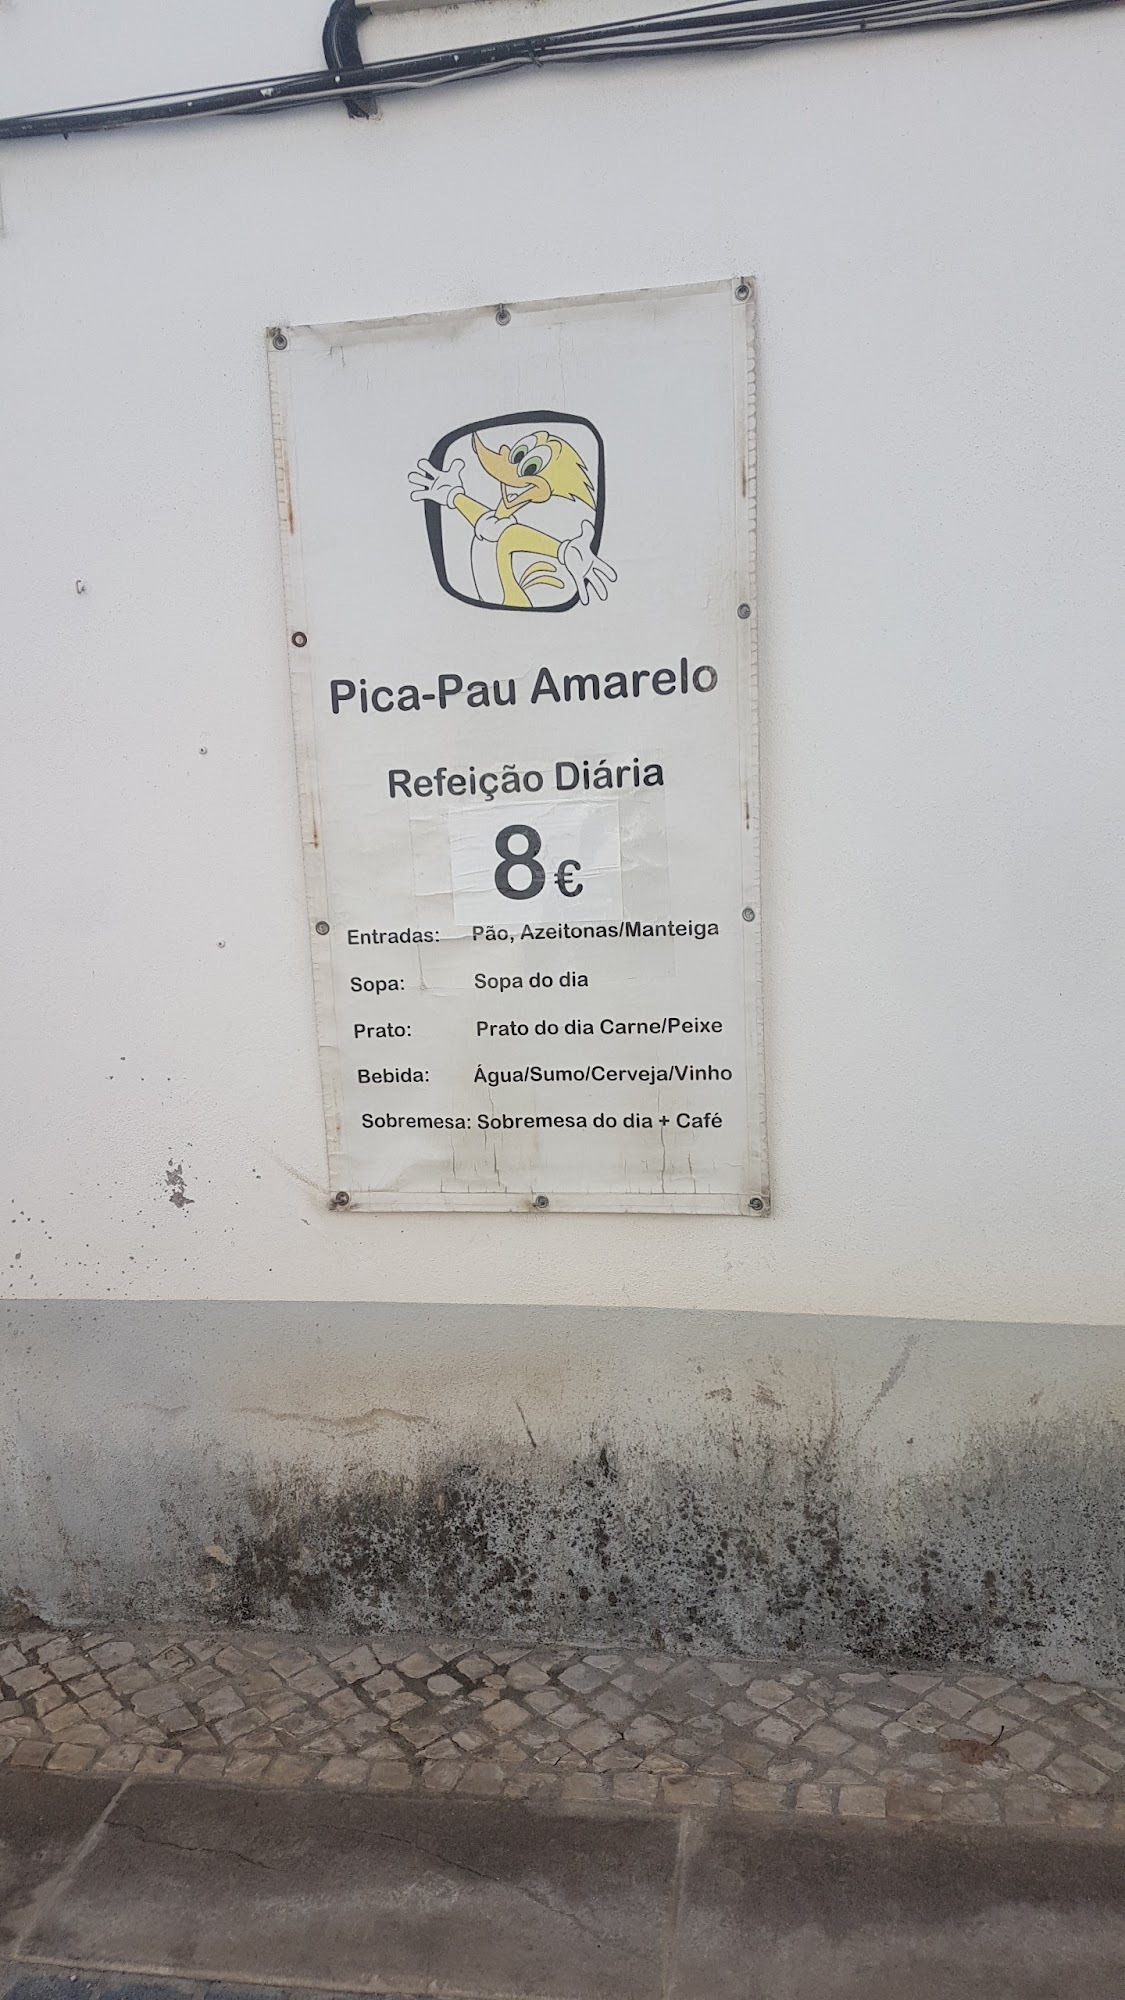 Pica-Pau Amarelo
Refeição Diária
8€
Entradas: Pão, Azeitonas/Manteiga
Sopa: Sopa do dia
Prato: Prato do dia Carne/Peixe
Bebida: Água/Sumo/Cerveja/Vinho
Sobremesa: Sobremesa do dia + Café